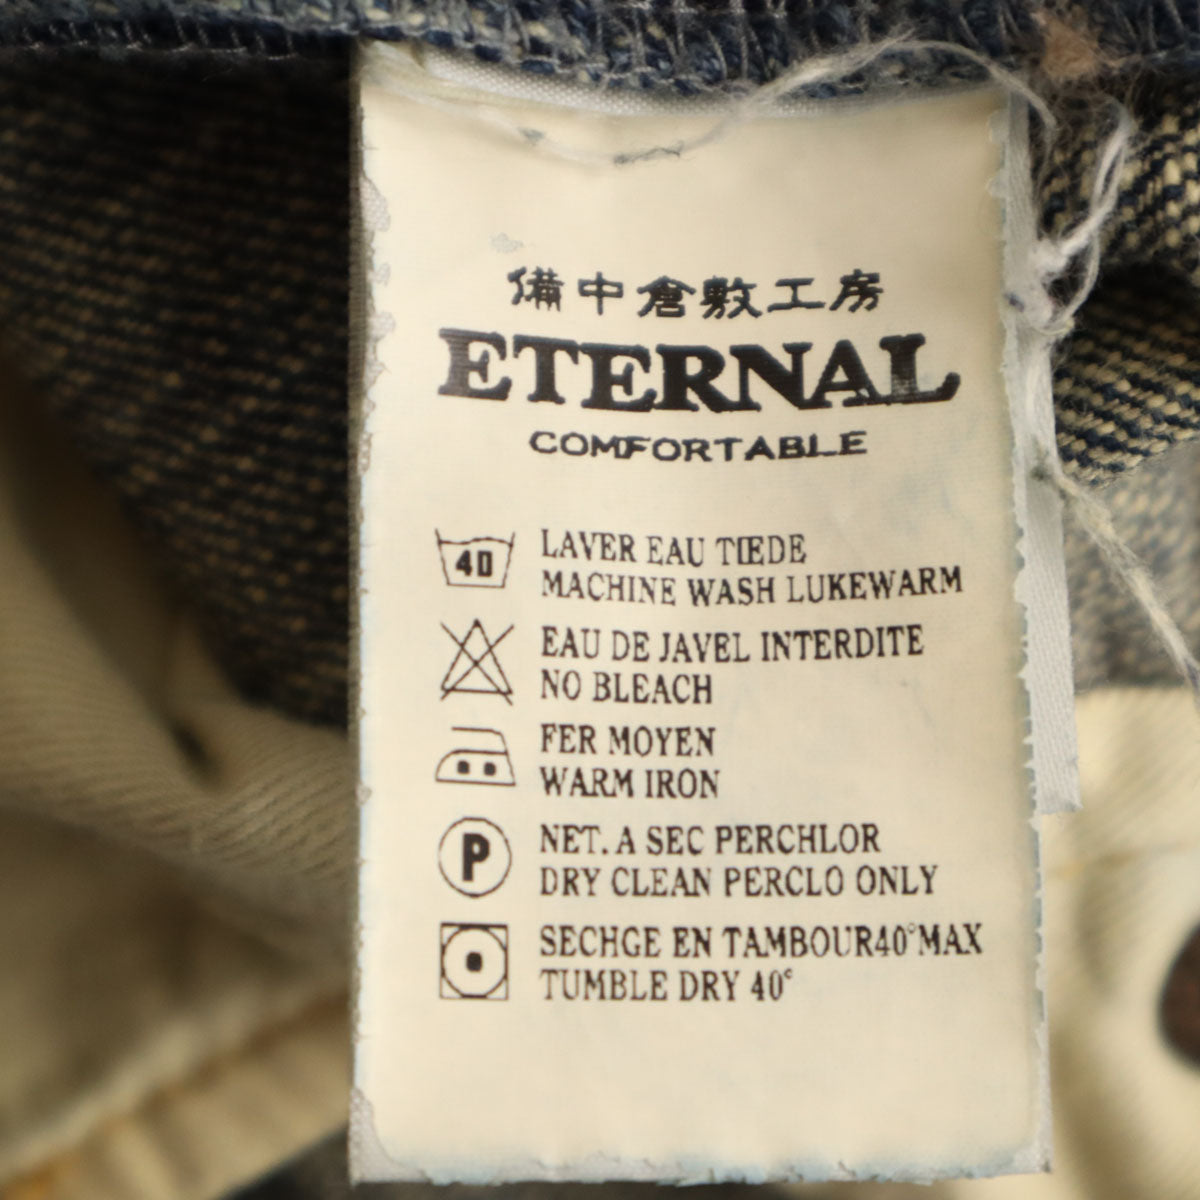 備中倉敷工房
ETERNAL
COMFORTABLE
40 LAVER EAU TIEDE
MACHINE WASH LUKEWARM
EAU DE JAVEL INTERDITE
NO BLEACH
FER MOYEN
WARM IRON
P NET. A SEC PERCHLOR
DRY CLEAN PERCLO ONLY
SECHGE EN TAMBOUR40°MAX
TUMBLE DRY 40°